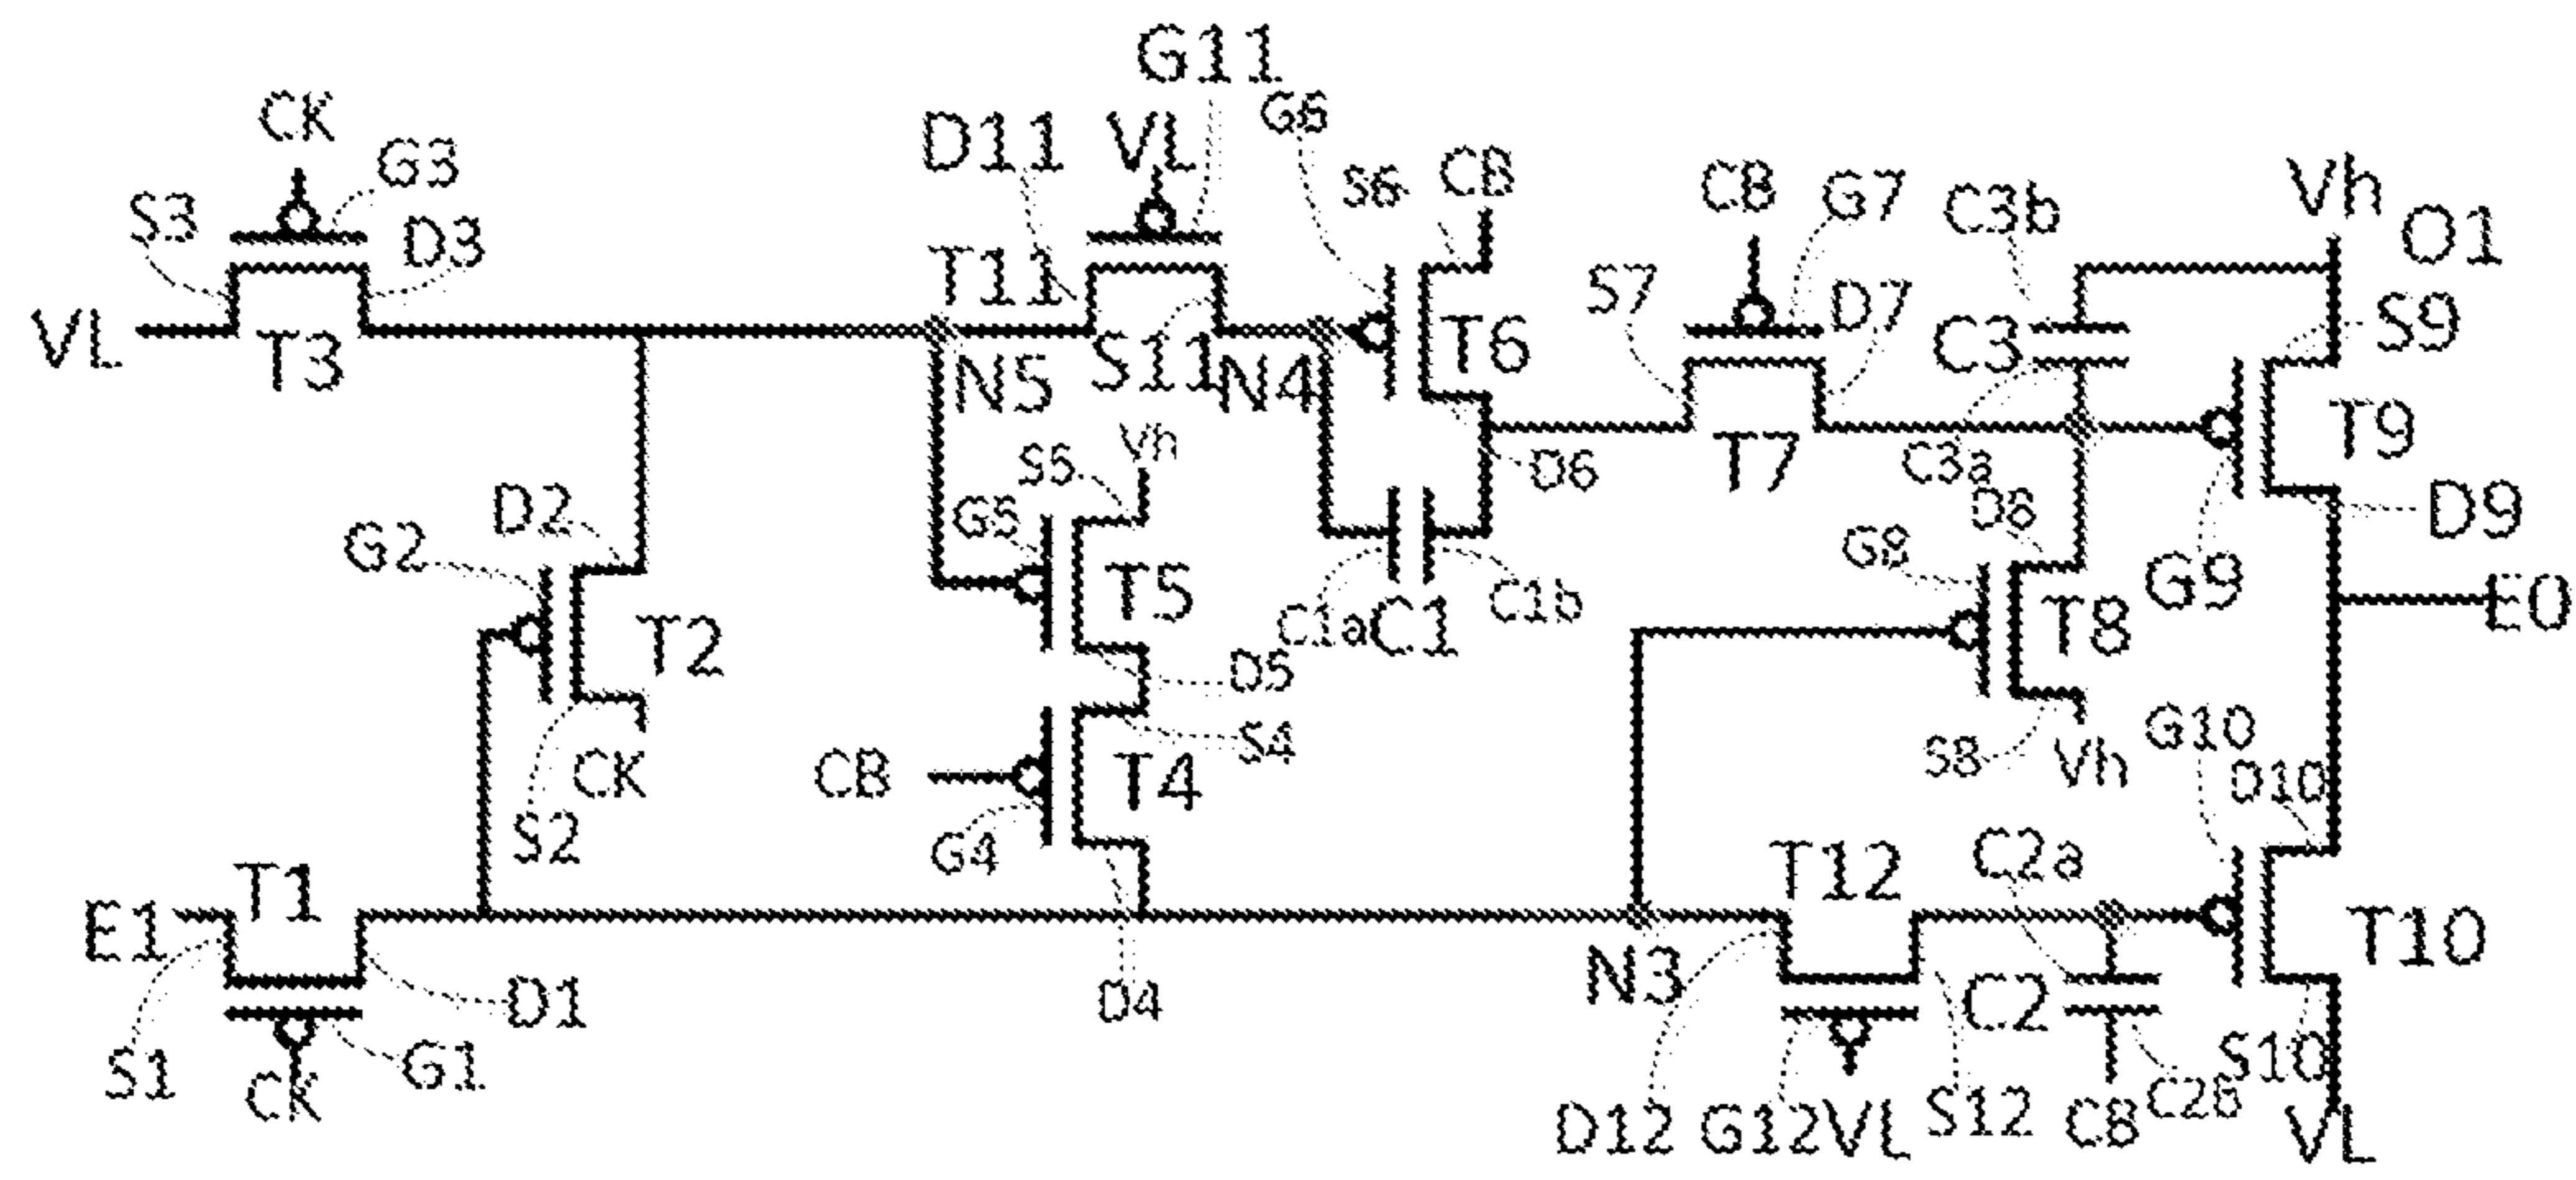 G11
CK
G3
D11
VL
G6
S6
CB
CB
G7
C3b
Vh
O1
S3
D3
T11
S7
D7
S9
VL
T3
N5
S11
N4
T6
C3
T9
Vh
S5
D6
T7
C3a
D8
D9
D2
G5
G2
G8
G9
E0
T2
T5
C1a
C1
C1b
T8
D5
S4
G10
CK
CB
T4
S8
Vh
D10
S2
G4
T1
T12
C2a
E1
T10
N3
D1
D4
C2
S1
CK
G1
S10
D12
G12
VL
S12
CB
VL